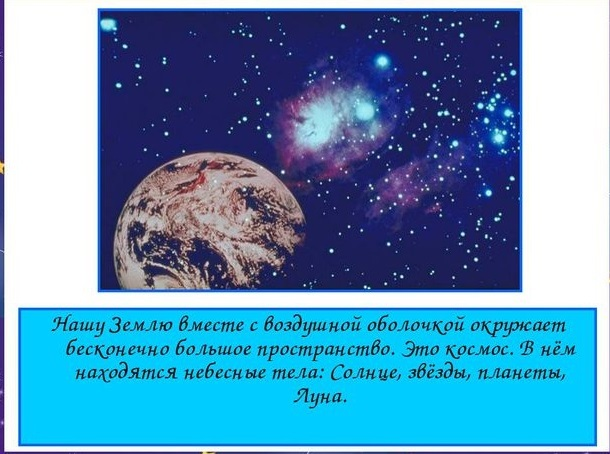 Нашу Землю вместе с воздушной оболочкой окружает
бесконечно большое пространство. Это космос. В нём
находятся небесные тела: Солнце, звёзды, планеты,
Луна.